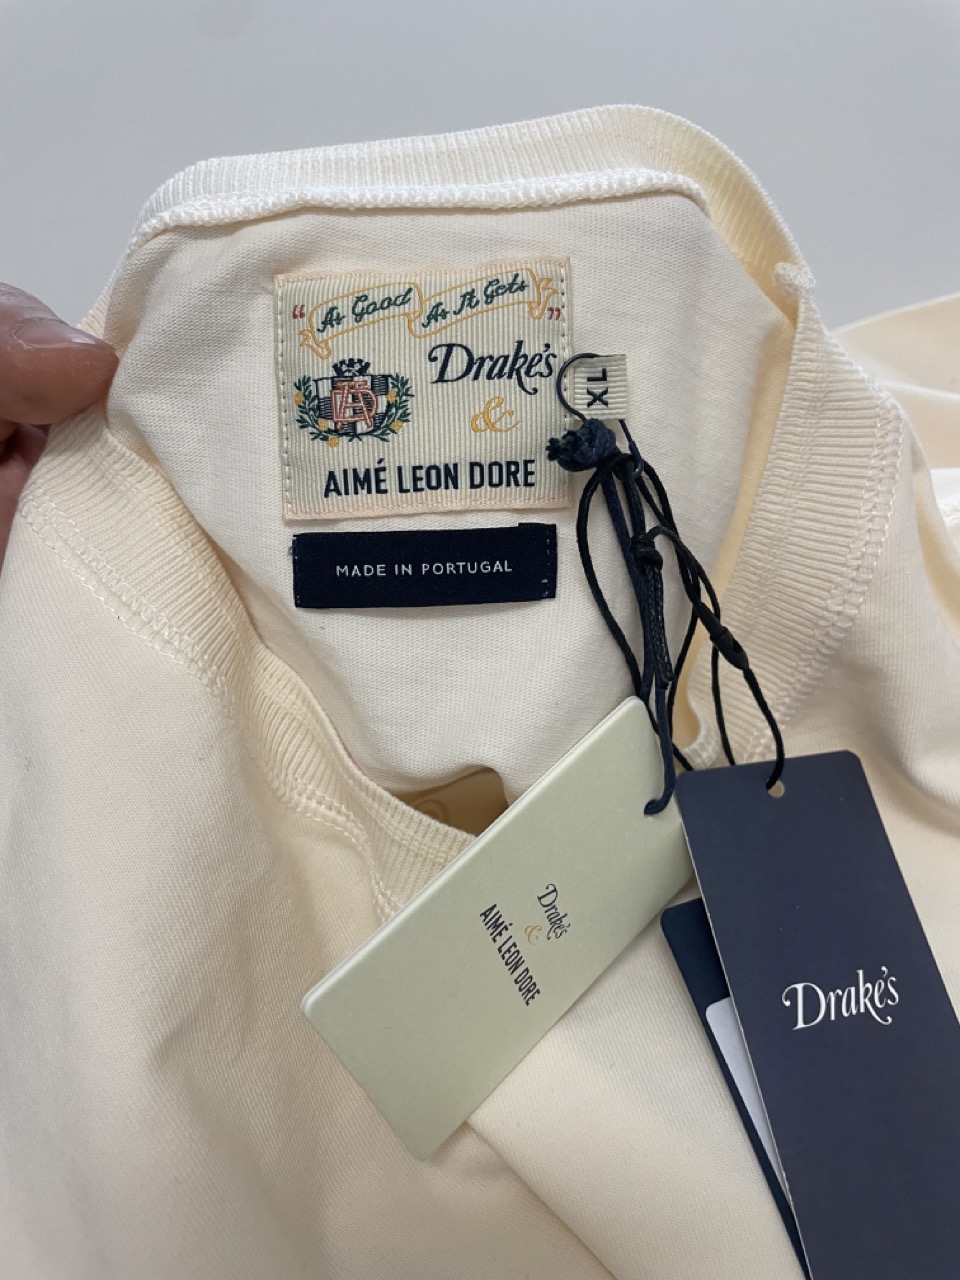 “As Good As It Gets”
Drake's
&
AIMÉ LEON DORE
XL
MADE IN PORTUGAL
Drake's
&
AIMÉ LEON DORE
Drake's